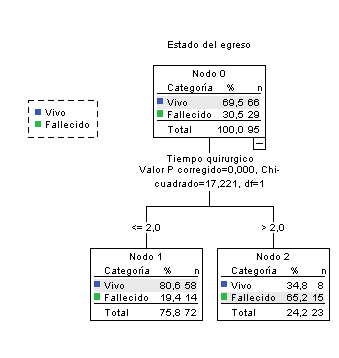 Estado del egreso
Vivo
Fallecido
Nodo 0
Categoría % n
Vivo 69,5 66
Fallecido 30,5 29
Total 100,0 95
Tiempo quirurgico
Valor P corregido=0,000, Chi-
cuadrado=17,221, df=1
<= 2,0
> 2,0
Nodo 1
Categoría % n
Vivo 80,6 58
Fallecido 19,4 14
Total 75,8 72
Nodo 2
Categoría % n
Vivo 34,8 8
Fallecido 65,2 15
Total 24,2 23